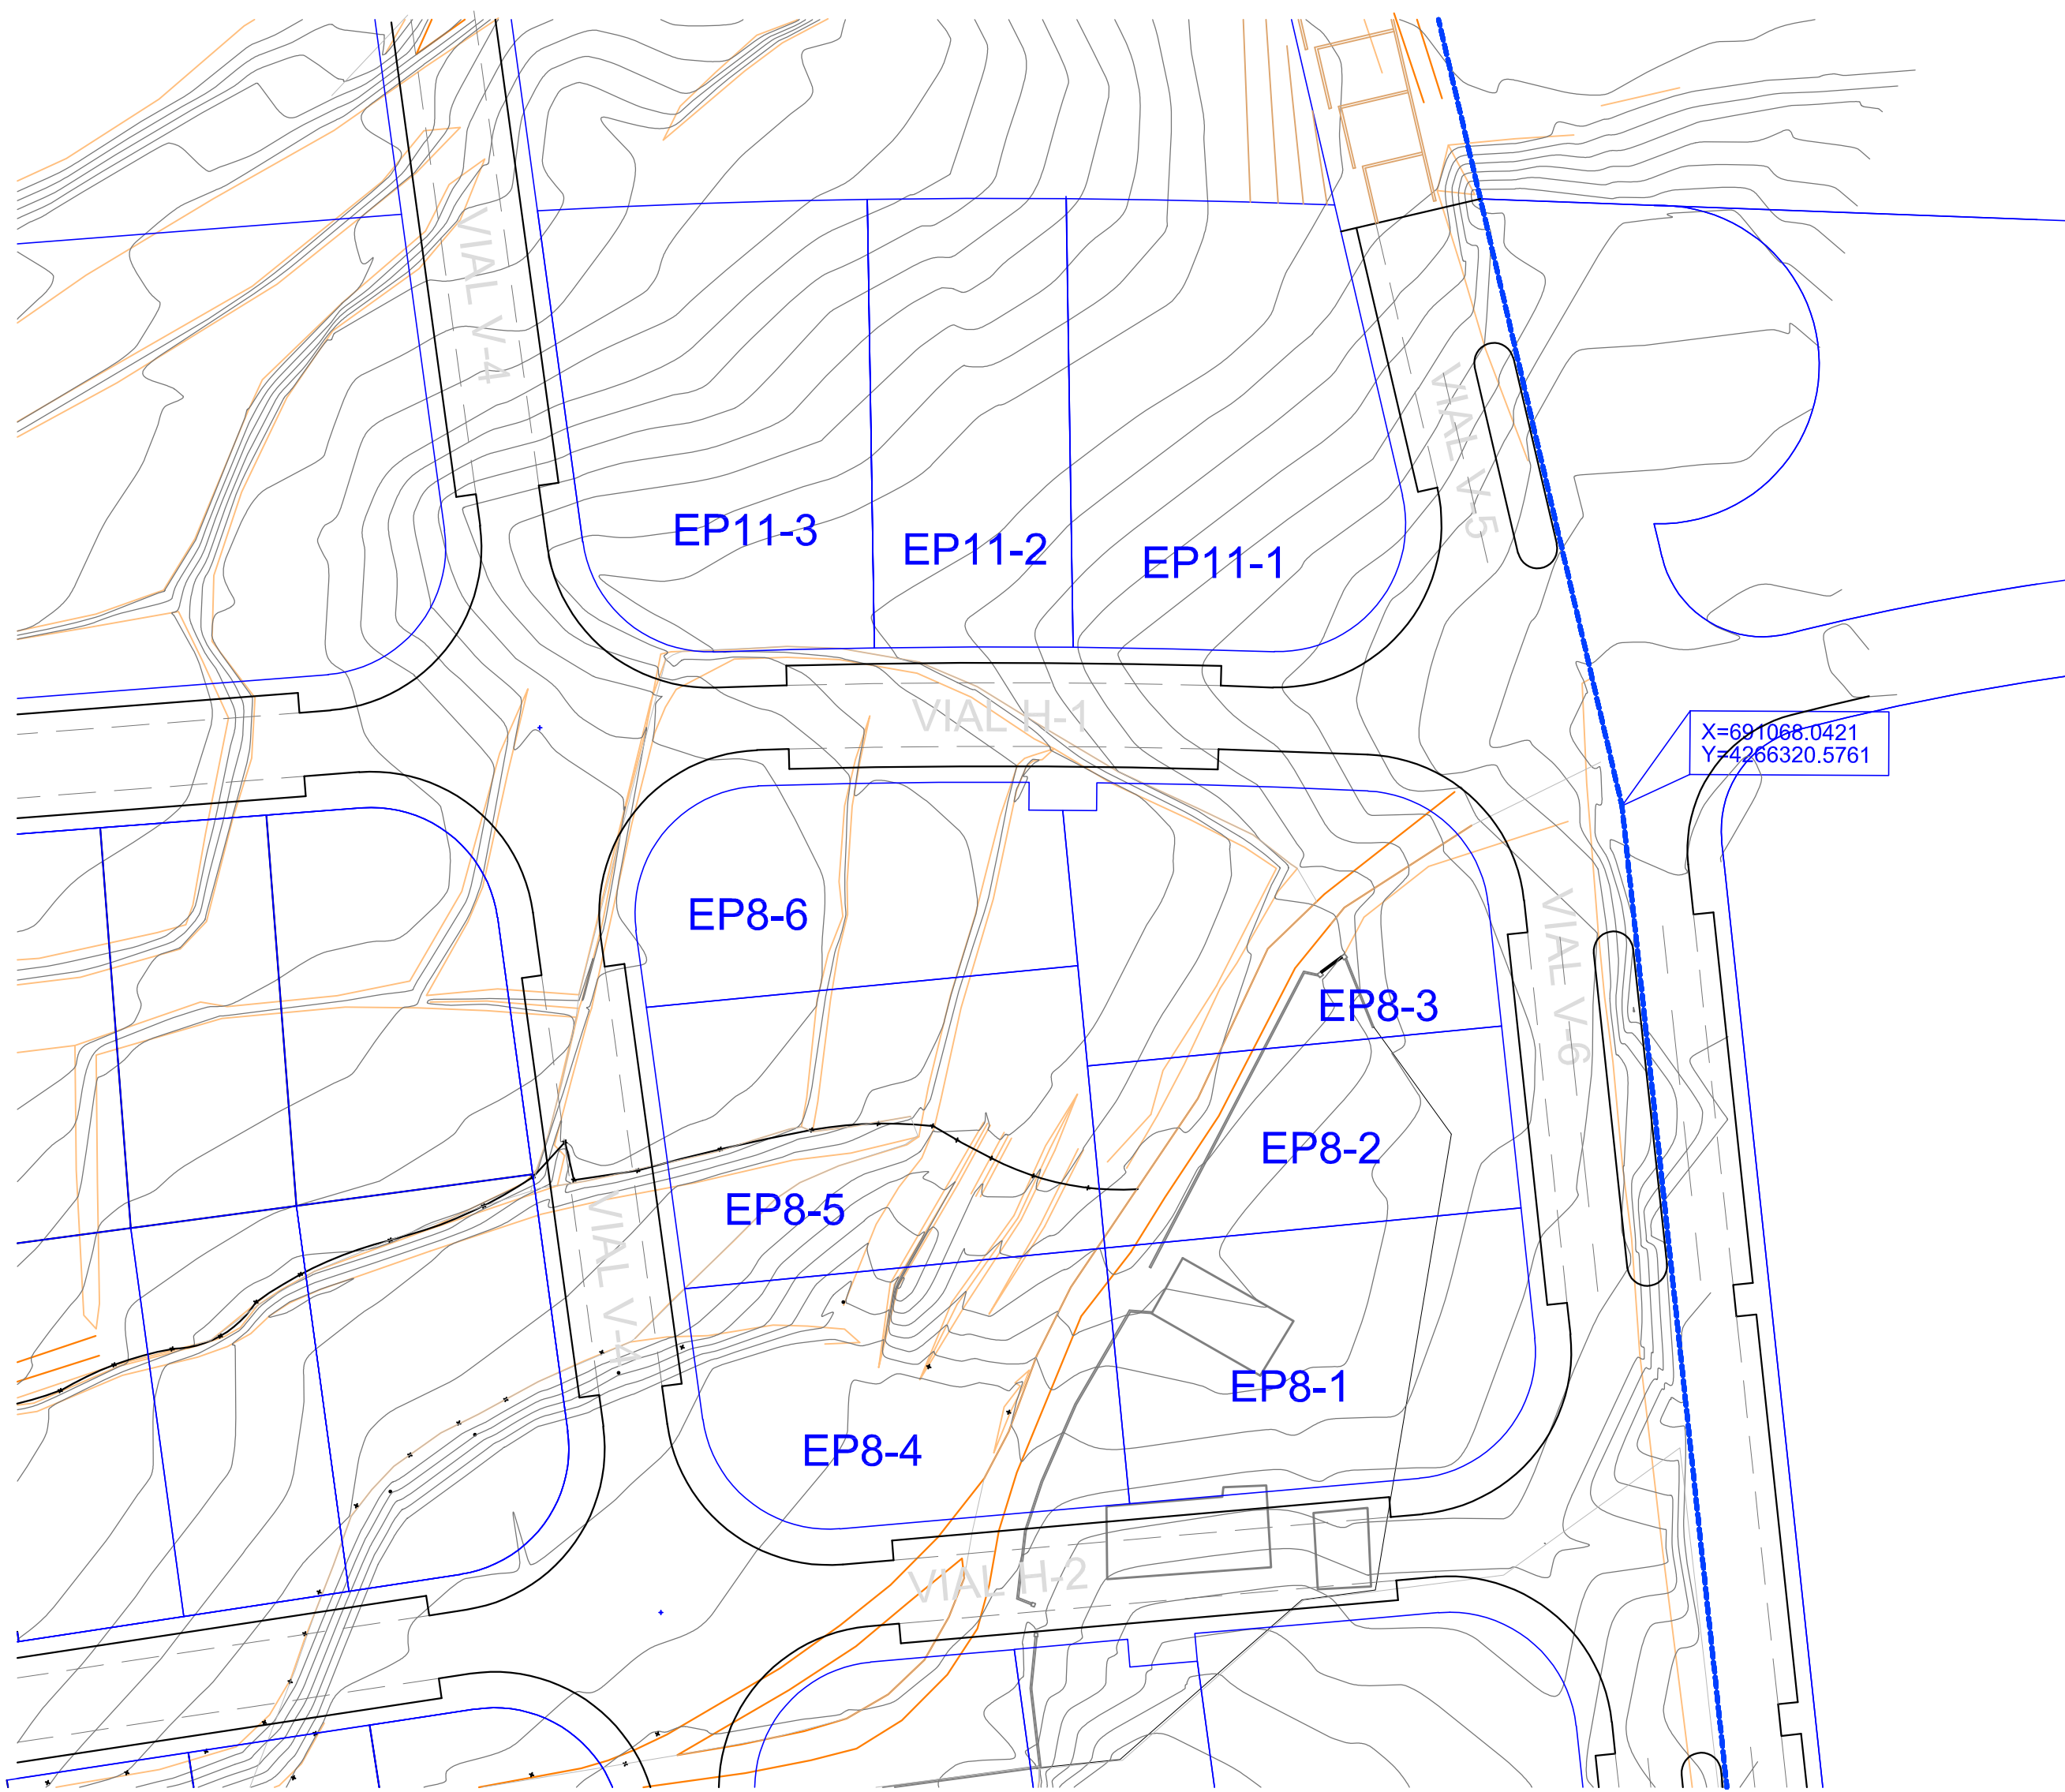 VIAL V-4
VIAL V-5
EP11-3
EP11-2
EP11-1
VIAL H-1
X=691068.0421
Y=4266320.5761
EP8-6
VIAL V-6
EP8-3
EP8-2
EP8-5
VIAL V-4
EP8-1
EP8-4
VIAL H-2